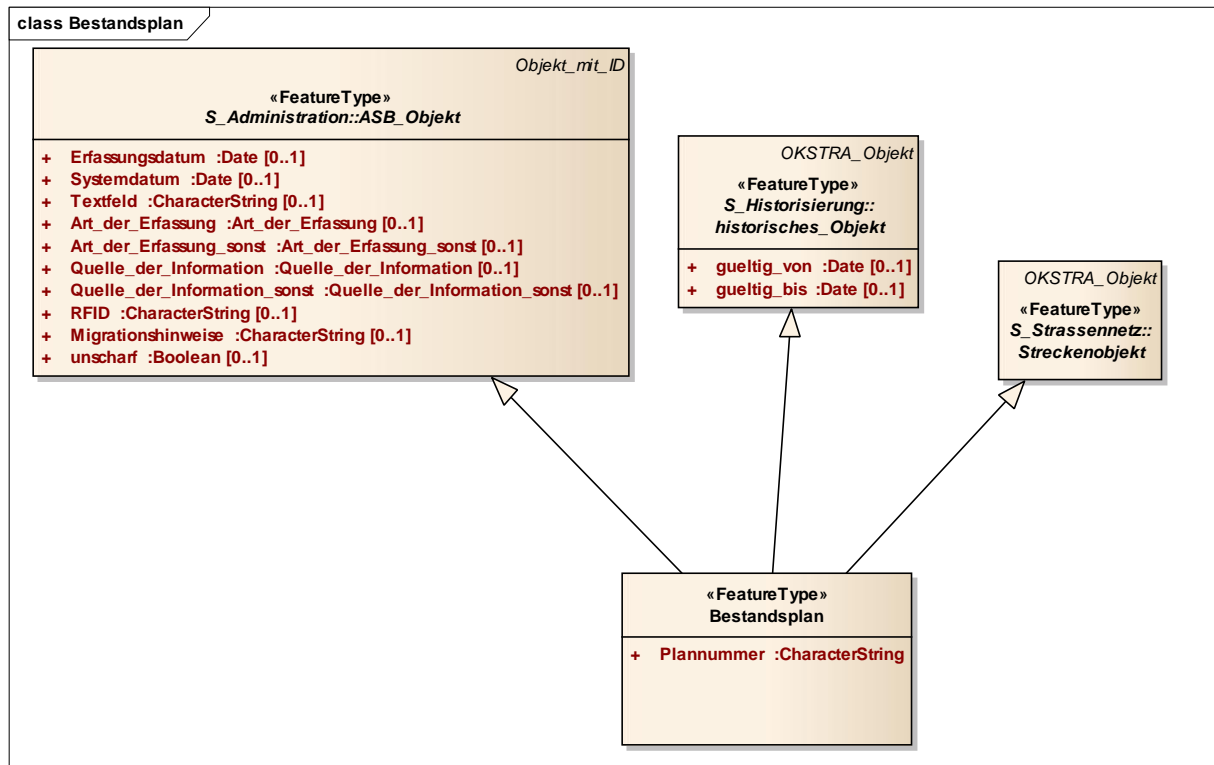 class Bestandsplan
Objekt_mit_ID
«FeatureType»
S_Administration::ASB_Objekt
+ Erfassungsdatum :Date [0..1]
+ Systemdatum :Date [0..1]
+ Textfeld :CharacterString [0..1]
+ Art_der_Erfassung :Art_der_Erfassung [0..1]
+ Art_der_Erfassung_sonst :Art_der_Erfassung_sonst [0..1]
+ Quelle_der_Information :Quelle_der_Information [0..1]
+ Quelle_der_Information_sonst :Quelle_der_Information_sonst [0..1]
+ RFID :CharacterString [0..1]
+ Migrationshinweise :CharacterString [0..1]
+ unscharf :Boolean [0..1]
OKSTRA_Objekt
«FeatureType»
S_Historisierung::
historisches_Objekt
+ gueltig_von :Date [0..1]
+ gueltig_bis :Date [0..1]
OKSTRA_Objekt
«FeatureType»
S_Strassennetz::
Streckenobjekt
«FeatureType»
Bestandsplan
+ Plannummer :CharacterString